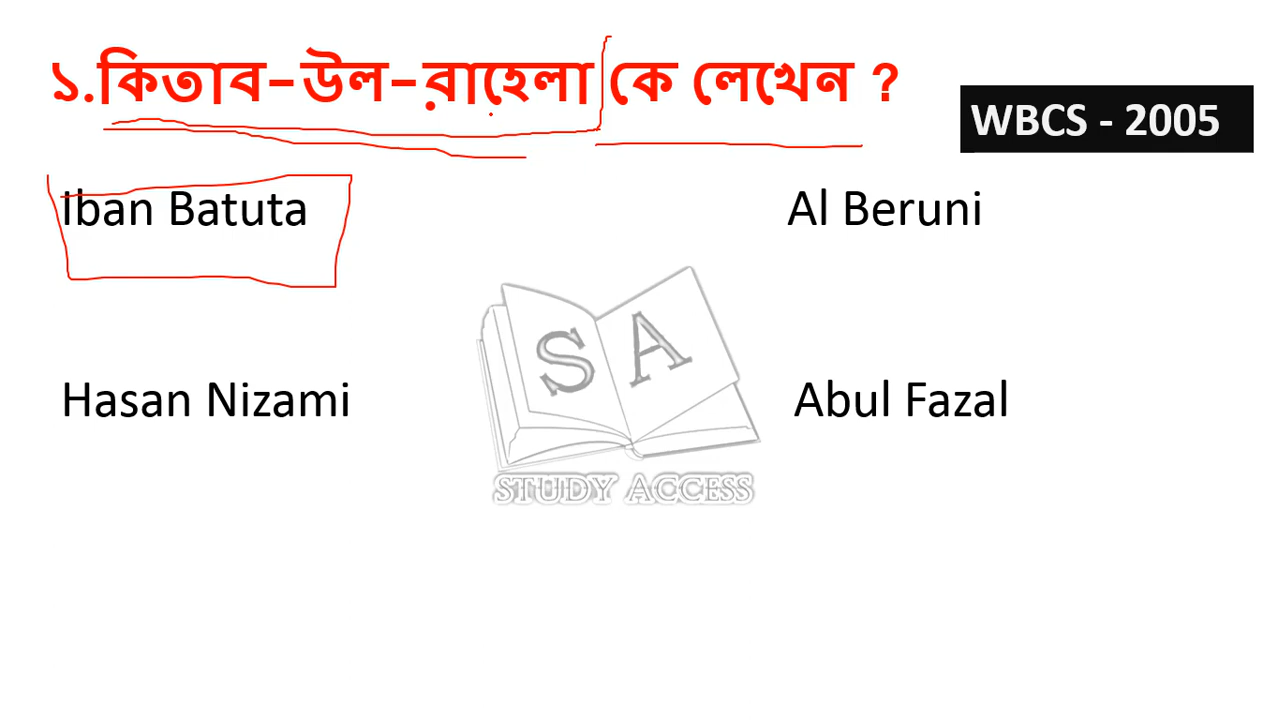 ১.কিতাব-উল-রাহেলা কে লেখেন ?
WBCS - 2005
Iban Batuta
Al Beruni
Hasan Nizami
Abul Fazal
SA
STUDY ACCESS